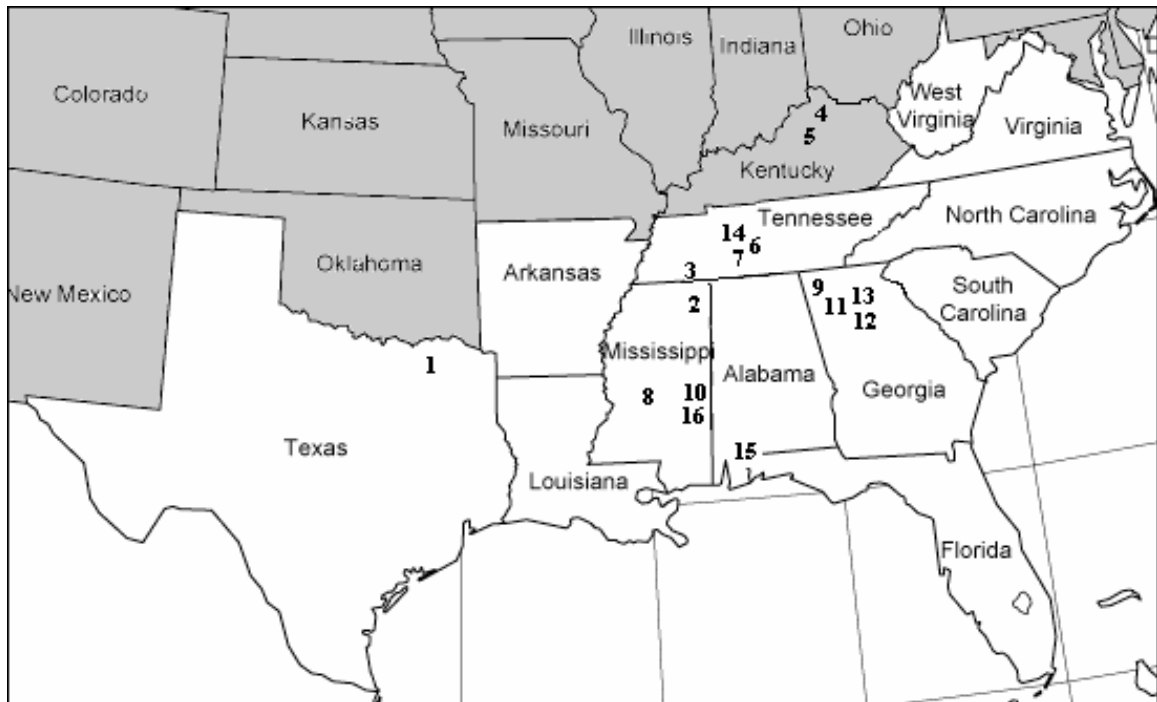 Illinois
Indiana
Ohio
Colorado
Kansas
Missouri
West
Virginia
Virginia
4
5
Kentucky
Tennessee
North Carolina
14
6
7
Oklahoma
Arkansas
3
New Mexico
2
9
13
11
12
South
Carolina
1
Mississippi
Alabama
Georgia
8
10
16
Texas
15
Louisiana
Florida